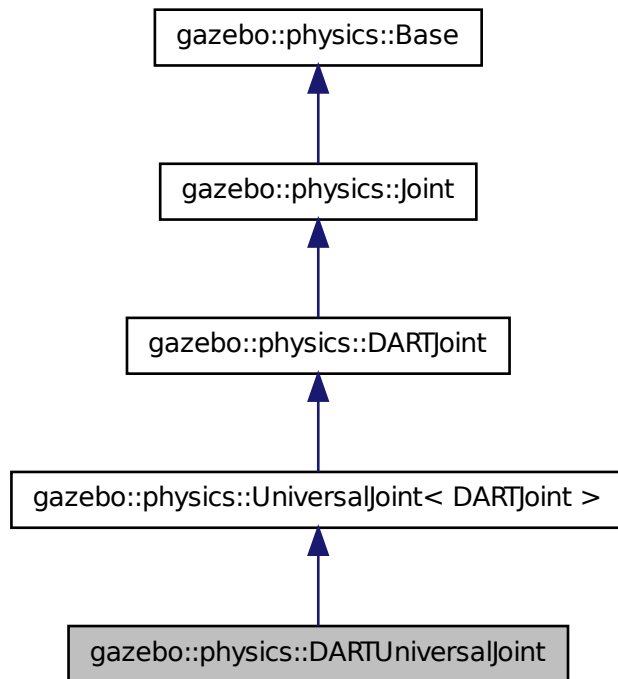 gazebo::physics::Base
gazebo::physics::Joint
gazebo::physics::DARTJoint
gazebo::physics::UniversalJoint< DARTJoint >
gazebo::physics::DARTUniversalJoint